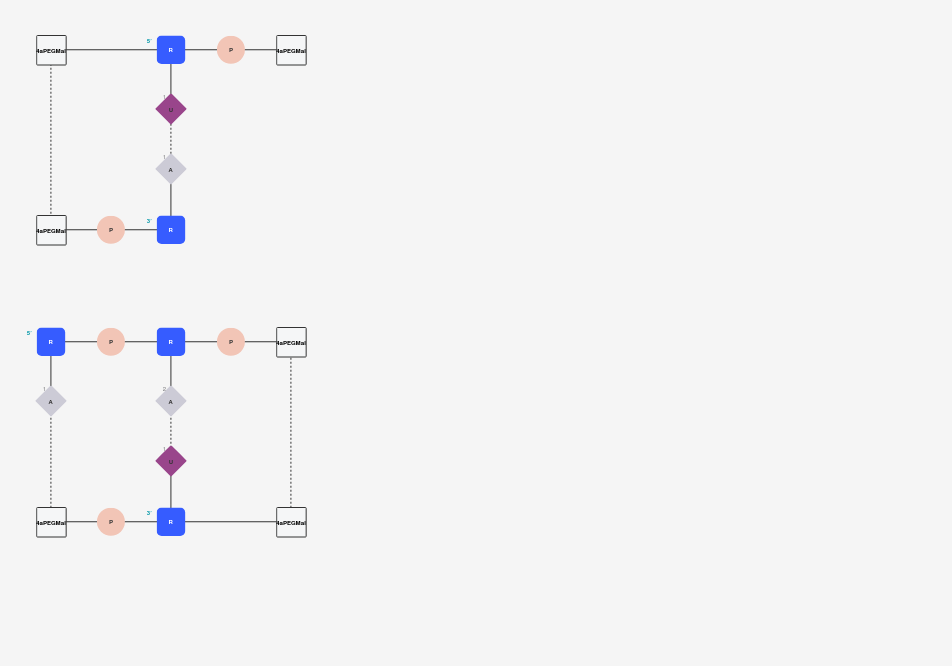 5'
4aPEGMal R P 4aPEGMal
1
U
1
A
3'
4aPEGMal P R
5'
R P R P 4aPEGMal
1 2
A A
1
U
3'
4aPEGMal P R 4aPEGMal